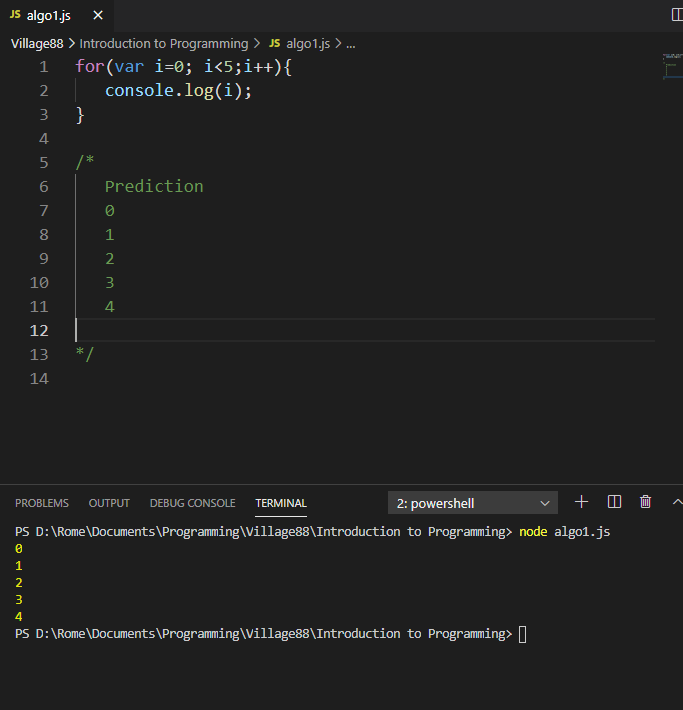 JS algo1.js ×
Village88 > Introduction to Programming > JS algo1.js > ...
1 for(var i=0; i<5;i++){
2 console.log(i);
3 }
4
5 /*
6 Prediction
7 0
8 1
9 2
10 3
11 4
12
13 */
14
PROBLEMS OUTPUT DEBUG CONSOLE TERMINAL 2: powershell
PS D:\Rome\Documents\Programming\Village88\Introduction to Programming> node algo1.js
0
1
2
3
4
PS D:\Rome\Documents\Programming\Village88\Introduction to Programming>